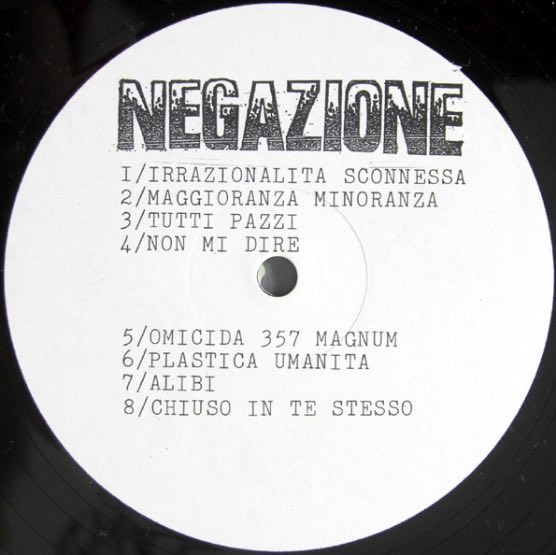 NEGAZIONE
1/IRRAZIONALITA SCONNESSA
2/MAGGIORANZA MINORANZA
3/TUTTI PAZZI
4/NON MI DIRE
5/OMICIDA 357 MAGNUM
6/PLASTICA UMANITA
7/ALIBI
8/CHIUSO IN TE STESSO